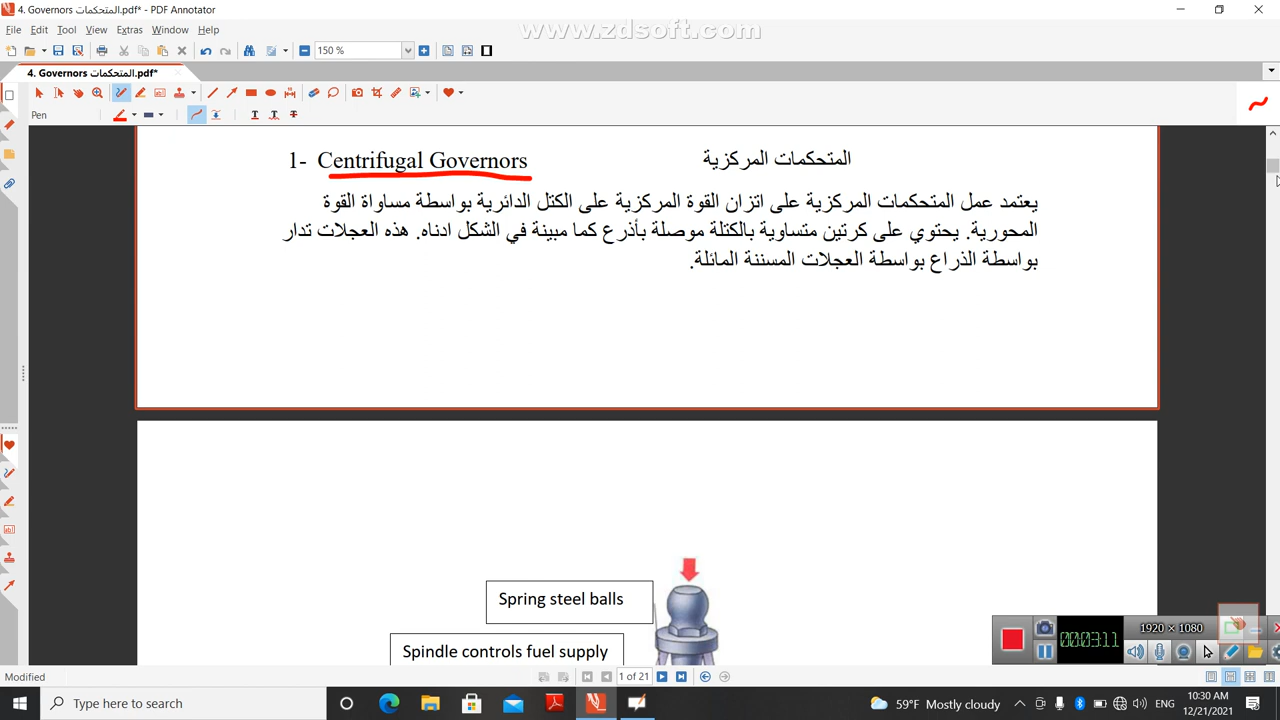 4. Governors المتحكمات.pdf* - PDF Annotator
www.zdsoft.com
File Edit Tool View Extras Window Help
150 %
4. Governors المتحكمات.pdf*
Pen
1- Centrifugal Governors المتحكمات المركزية
يعتمد عمل المتحكمات المركزية على اتزان القوة المركزية على الكتل الدائرية بواسطة مساواة القوة
المحورية. يحتوي على كرتين متساوية بالكتلة موصلة بأذرع كما مبينة في الشكل ادناه. هذه العجلات تدار
بواسطة الذراع بواسطة العجلات المسننة المائلة.
Spring steel balls
Spindle controls fuel supply
1920 × 1080
00:03:11
Modified
1 of 21
Type here to search
59°F Mostly cloudy
ENG
10:30 AM
12/21/2021